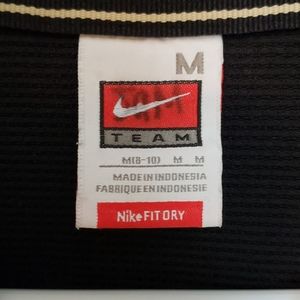 M
TEAM
M(8-10) M M
MADE IN INDONESIA
FABRIQUE EN INDONESIE
Nike FIT DRY